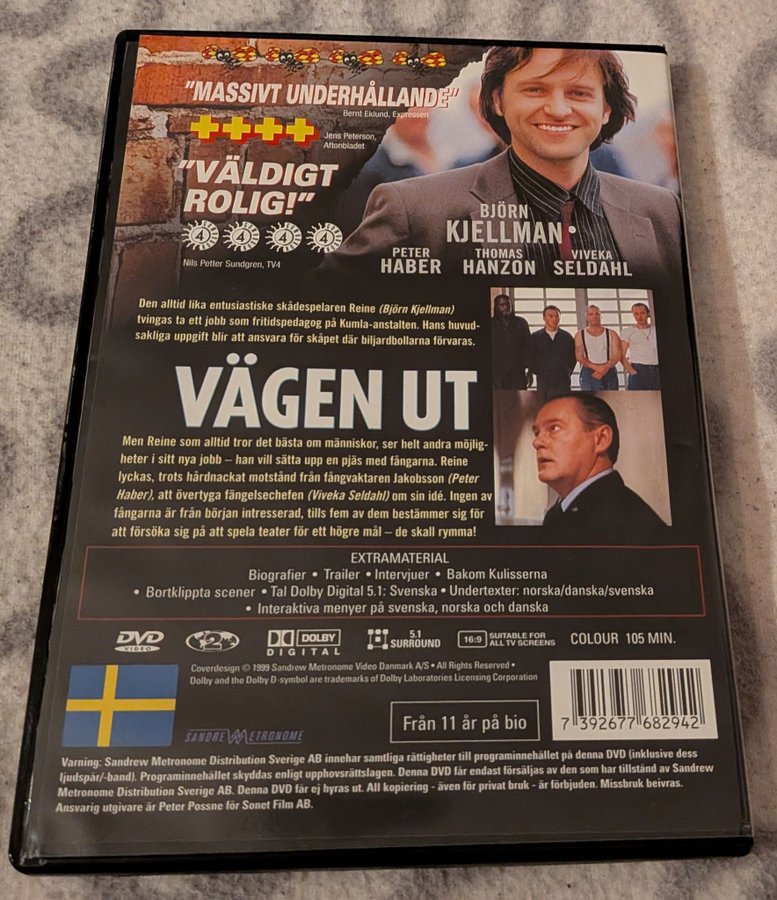 "MASSIVT UNDERHÅLLANDE"
Bernt Eklund, Expressen
++++
Jens Peterson,
Aftonbladet
"VÄLDIGT
ROLIG!"
4 4 4 4
Nils Petter Sundgren, TV4
BJÖRN
KJELLMAN
PETER
HABER
THOMAS
HANZON
VIVEKA
SELDAHL
Den alltid lika entusiastiske skådespelaren Reine (Björn Kjellman)
tvingas ta ett jobb som fritidspedagog på Kumla-anstalten. Hans huvud-
sakliga uppgift blir att ansvara för skåpet där biljardbollarna förvaras.
VÄGEN UT
Men Reine som alltid tror det bästa om människor, ser helt andra möjlig-
heter i sitt nya jobb – han vill sätta upp en pjäs med fångarna. Reine
lyckas, trots hårdnackat motstånd från fångvaktaren Jakobsson (Peter
Haber), att övertyga fängelsechefen (Viveka Seldahl) om sin idé. Ingen av
fångarna är från början intresserad, tills fem av dem bestämmer sig för
att försöka sig på att spela teater för ett högre mål – de skall rymma!
EXTRAMATERIAL
Biografier • Trailer • Intervjuer • Bakom Kulisserna
• Bortklippta scener • Tal Dolby Digital 5.1: Svenska • Undertexter: norska/danska/svenska
• Interaktiva menyer på svenska, norska och danska
DVD VIDEO 2 DOLBY DIGITAL 5.1 SURROUND 16:9 SUITABLE FOR ALL TV SCREENS COLOUR 105 MIN.
Coverdesign © 1999 Sandrew Metronome Video Danmark A/S • All Rights Reserved •
Dolby and the Dolby D-symbol are trademarks of Dolby Laboratories Licensing Corporation
SANDREW METRONOME
Från 11 år på bio
7 392677 682942
Varning: Sandrew Metronome Distribution Sverige AB innehar samtliga rättigheter till programinnehållet på denna DVD (inklusive dess
ljudspår/-band). Programinnehållet skyddas enligt upphovsrättslagen. Denna DVD får endast försäljas av den som har tillstånd av Sandrew
Metronome Distribution Sverige AB. Denna DVD får ej hyras ut. All kopiering - även för privat bruk - är förbjuden. Missbruk beivras.
Ansvarig utgivare är Peter Possne för Sonet Film AB.